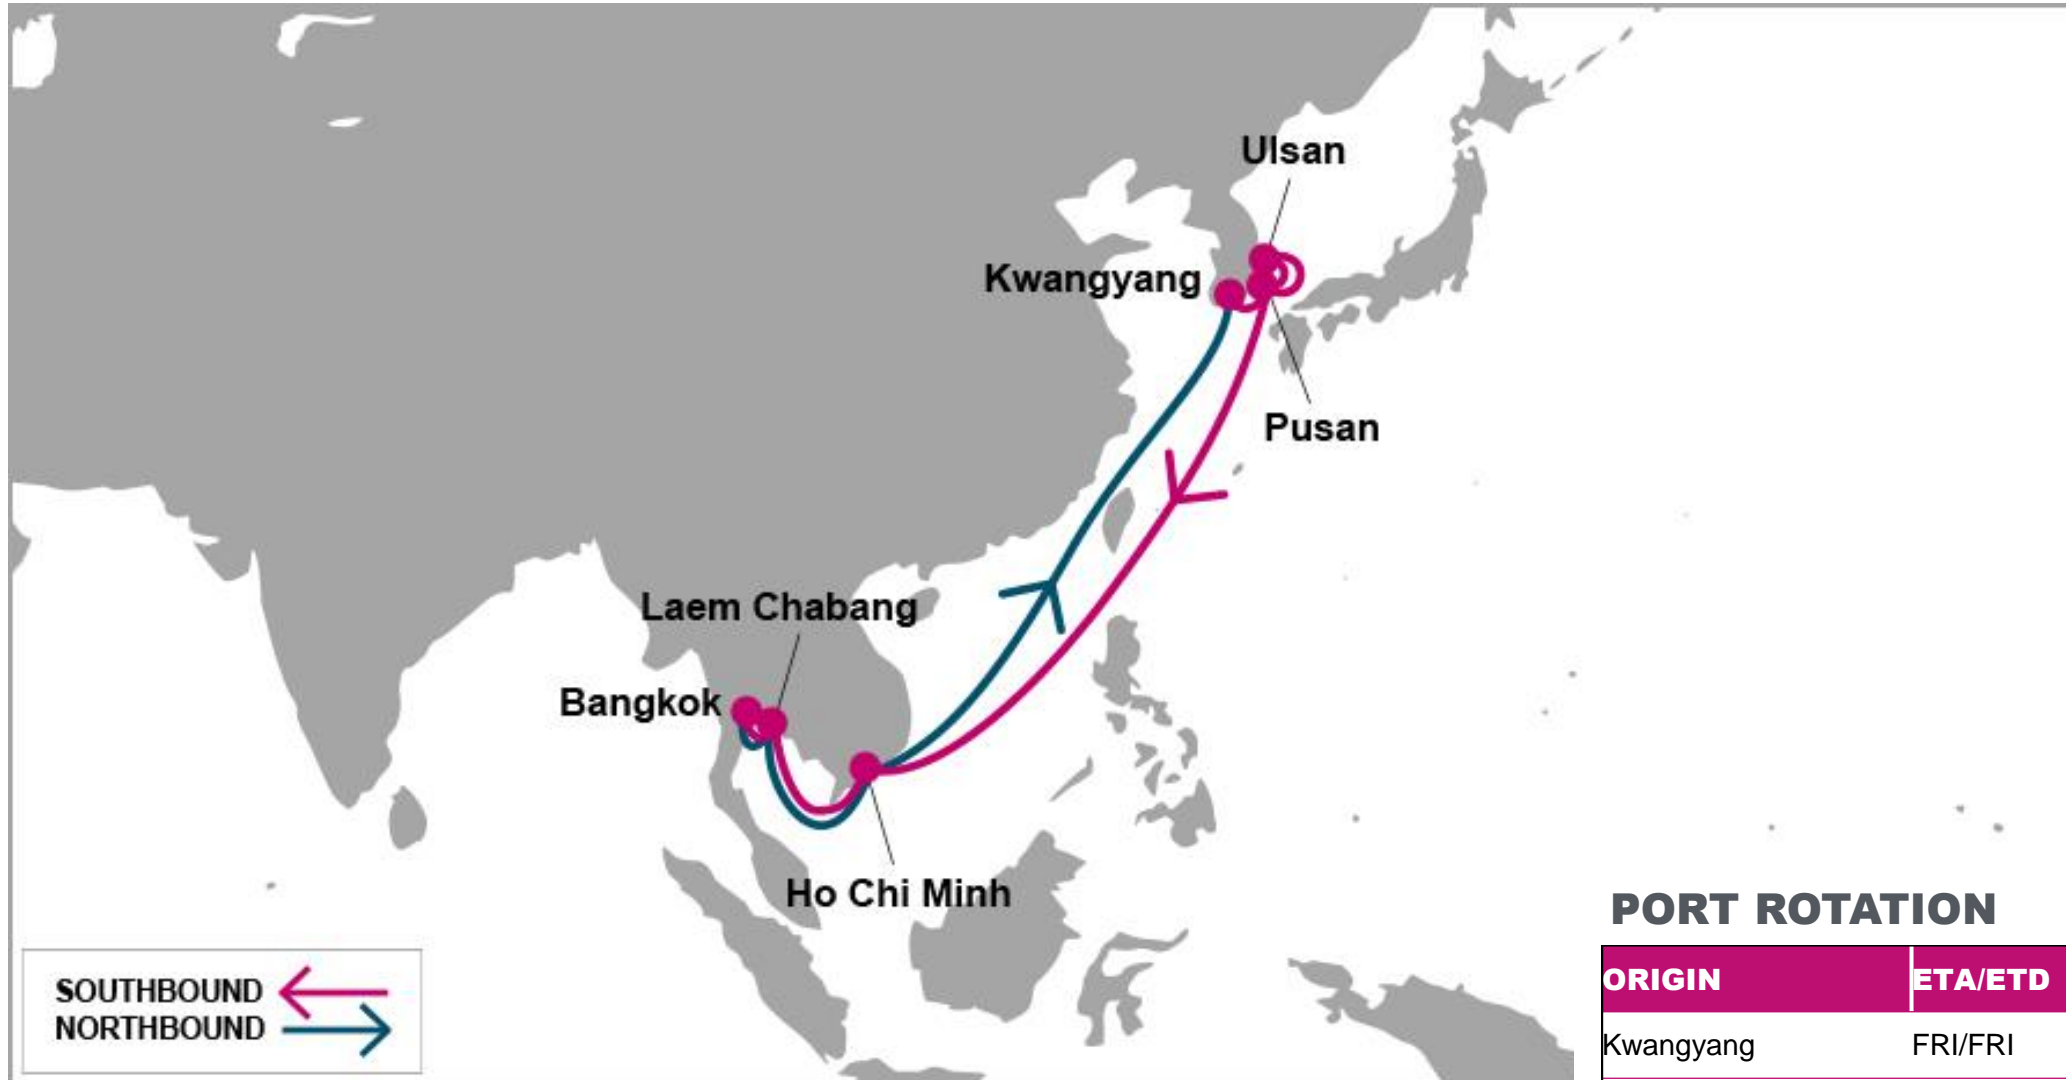 Ulsan
Kwangyang
Pusan
Laem Chabang
Bangkok
Ho Chi Minh
SOUTHBOUND
NORTHBOUND
PORT ROTATION
ORIGIN ETA/ETD
Kwangyang FRI/FRI